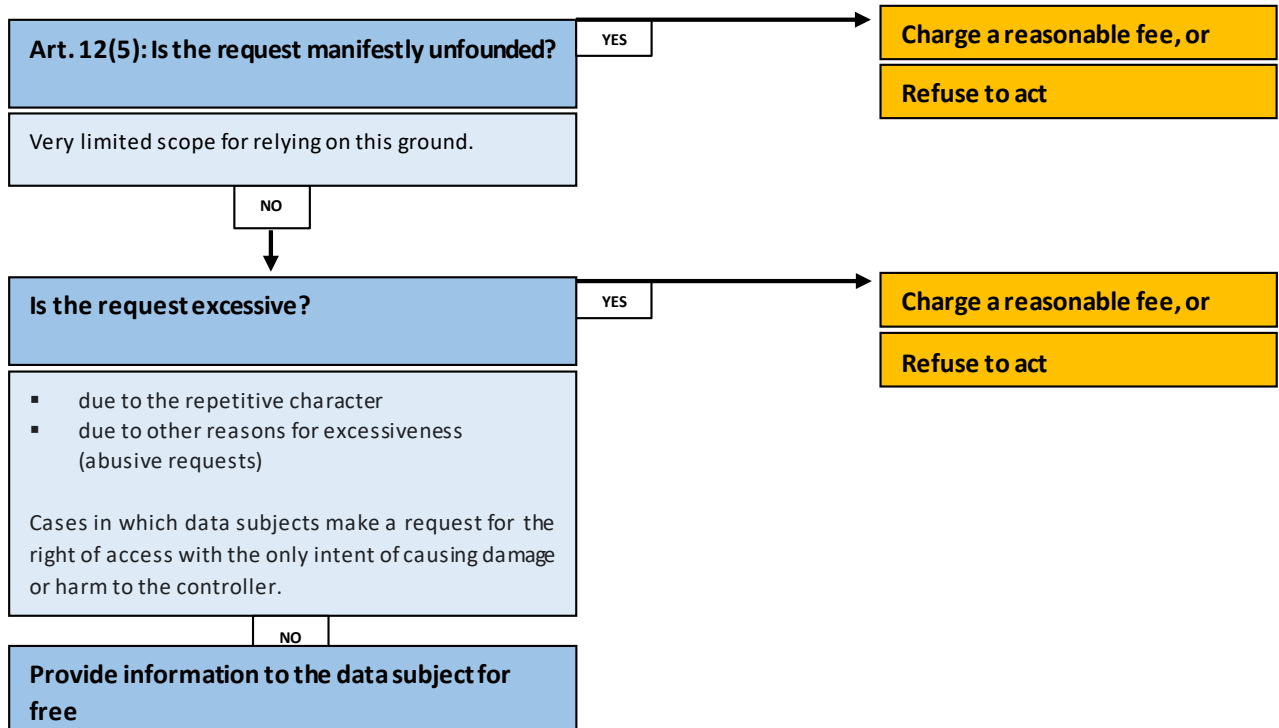 Art. 12(5): Is the request manifestly unfounded?
YES
Charge a reasonable fee, or
Refuse to act
Very limited scope for relying on this ground.
NO
Is the request excessive?
YES
Charge a reasonable fee, or
Refuse to act
▪ due to the repetitive character
▪ due to other reasons for excessiveness
(abusive requests)
Cases in which data subjects make a request for the
right of access with the only intent of causing damage
or harm to the controller.
NO
Provide information to the data subject for
free